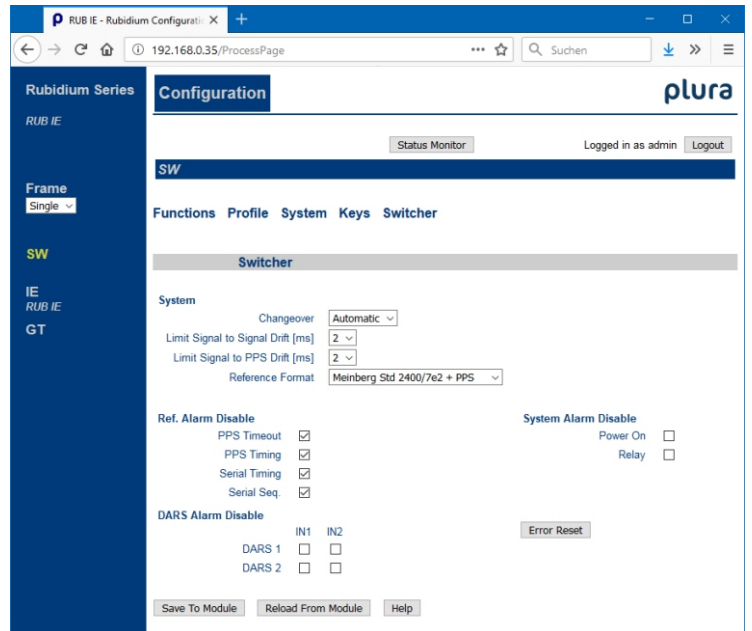 RUB IE - Rubidium Configurati
192.168.0.35/ProcessPage
Suchen
Rubidium Series
RUB IE
Configuration
plura
Status Monitor
Logged in as admin
Logout
SW
Frame
Single
Functions Profile System Keys Switcher
SW
Switcher
IE
RUB IE
GT
System
Changeover Automatic
Limit Signal to Signal Drift [ms] 2
Limit Signal to PPS Drift [ms] 2
Reference Format Meinberg Std 2400/7e2 + PPS
Ref. Alarm Disable
System Alarm Disable
PPS Timeout
Power On
PPS Timing
Relay
Serial Timing
Serial Seq.
DARS Alarm Disable
IN1 IN2
Error Reset
DARS 1
DARS 2
Save To Module
Reload From Module
Help